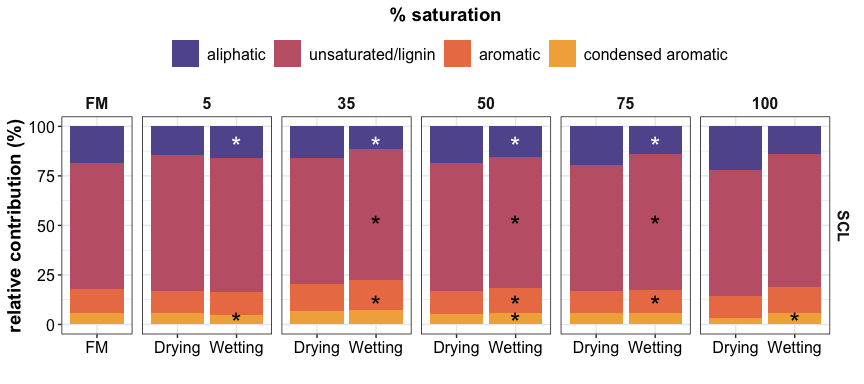 % saturation
aliphatic unsaturated/lignin aromatic condensed aromatic
FM 5 35 50 75 100
relative contribution (%)
100
75
50
25
0
* * * *
* * *
* * *
* * *
SCL
FM Drying Wetting Drying Wetting Drying Wetting Drying Wetting Drying Wetting